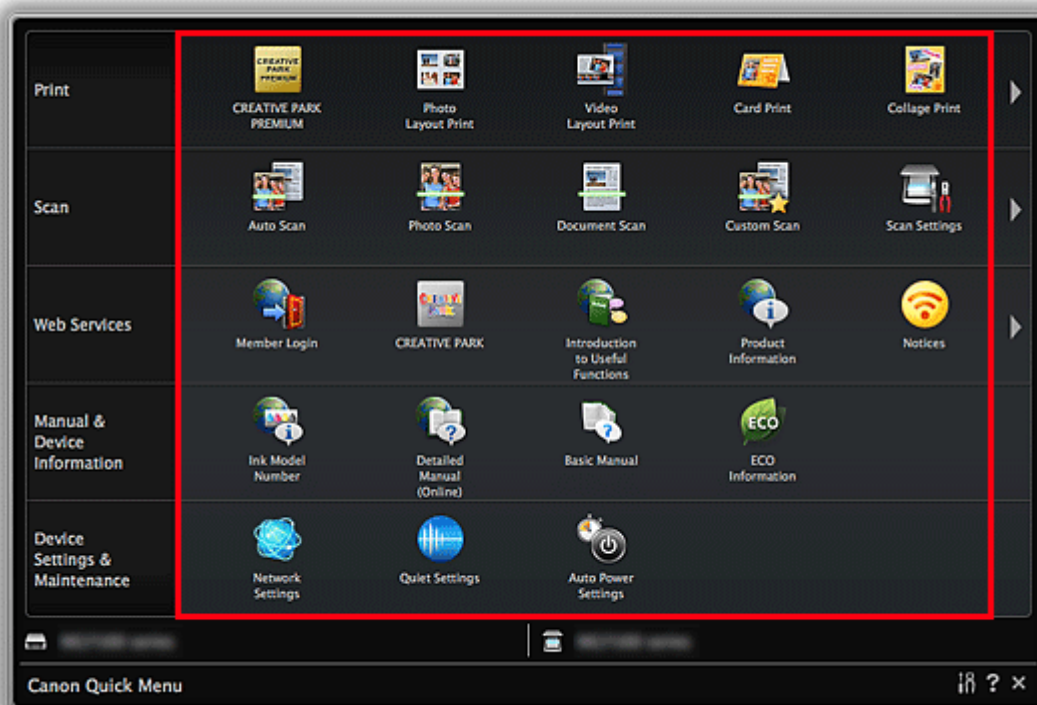 Print
CREATIVE
PARK
PREMIUM
CREATIVE PARK
PREMIUM
Photo
Layout Print
Video
Layout Print
Card Print
Collage Print
Scan
Auto Scan
Photo Scan
Document Scan
Custom Scan
Scan Settings
Web Services
Member Login
CREATIVE PARK
Introduction
to Useful
Functions
Product
Information
Notices
Manual &
Device
Information
Ink Model
Number
Detailed
Manual
(Online)
Basic Manual
ECO
ECO
Information
Device
Settings &
Maintenance
Network
Settings
Quiet Settings
Auto Power
Settings
Canon Quick Menu